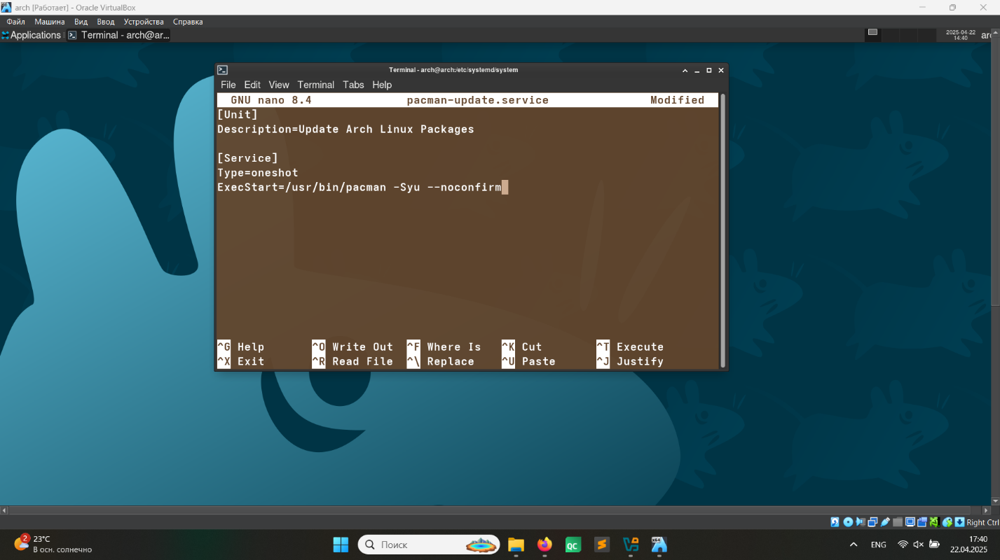 arch [Работает] - Oracle VirtualBox
Файл Машина Вид Ввод Устройства Справка
Applications Terminal - arch@ar...
2025-04-22
14:40
Terminal - arch@arch:/etc/systemd/system
File Edit View Terminal Tabs Help
GNU nano 8.4 pacman-update.service Modified
[Unit]
Description=Update Arch Linux Packages
[Service]
Type=oneshot
ExecStart=/usr/bin/pacman -Syu --noconfirm
^G Help ^O Write Out ^F Where Is ^K Cut ^T Execute
^X Exit ^R Read File ^\ Replace ^U Paste ^J Justify
Right Ctrl
2
23°C
В осн. солнечно
Поиск
QC
x64
ENG
17:40
22.04.2025